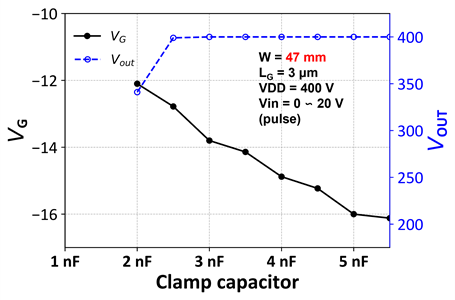 V_G
V_out
W = 47 mm
L_G = 3 µm
VDD = 400 V
Vin = 0 ∼ 20 V
(pulse)
−10
−12
−14
−16
V_G
400
350
300
250
200
V_OUT
1 nF 2 nF 3 nF 4 nF 5 nF
Clamp capacitor